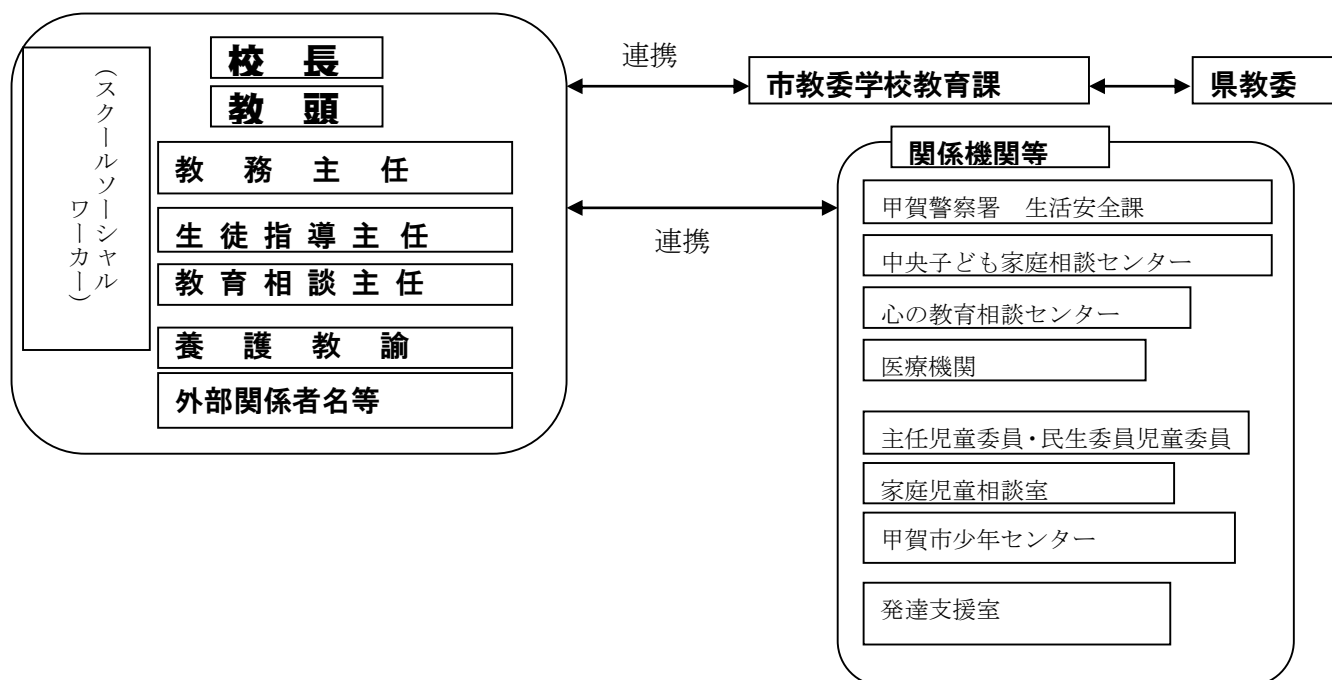 （スクールソーシャル
ワーカー）
校　長
教　頭
教　務　主　任
生 徒 指 導 主 任
教 育 相 談 主 任
養　護　教　諭
外部関係者名等
連携
市教委学校教育課
県教委
連携
関係機関等
甲賀警察署　生活安全課
中央子ども家庭相談センター
心の教育相談センター
医療機関
主任児童委員・民生委員児童委員
家庭児童相談室
甲賀市少年センター
発達支援室